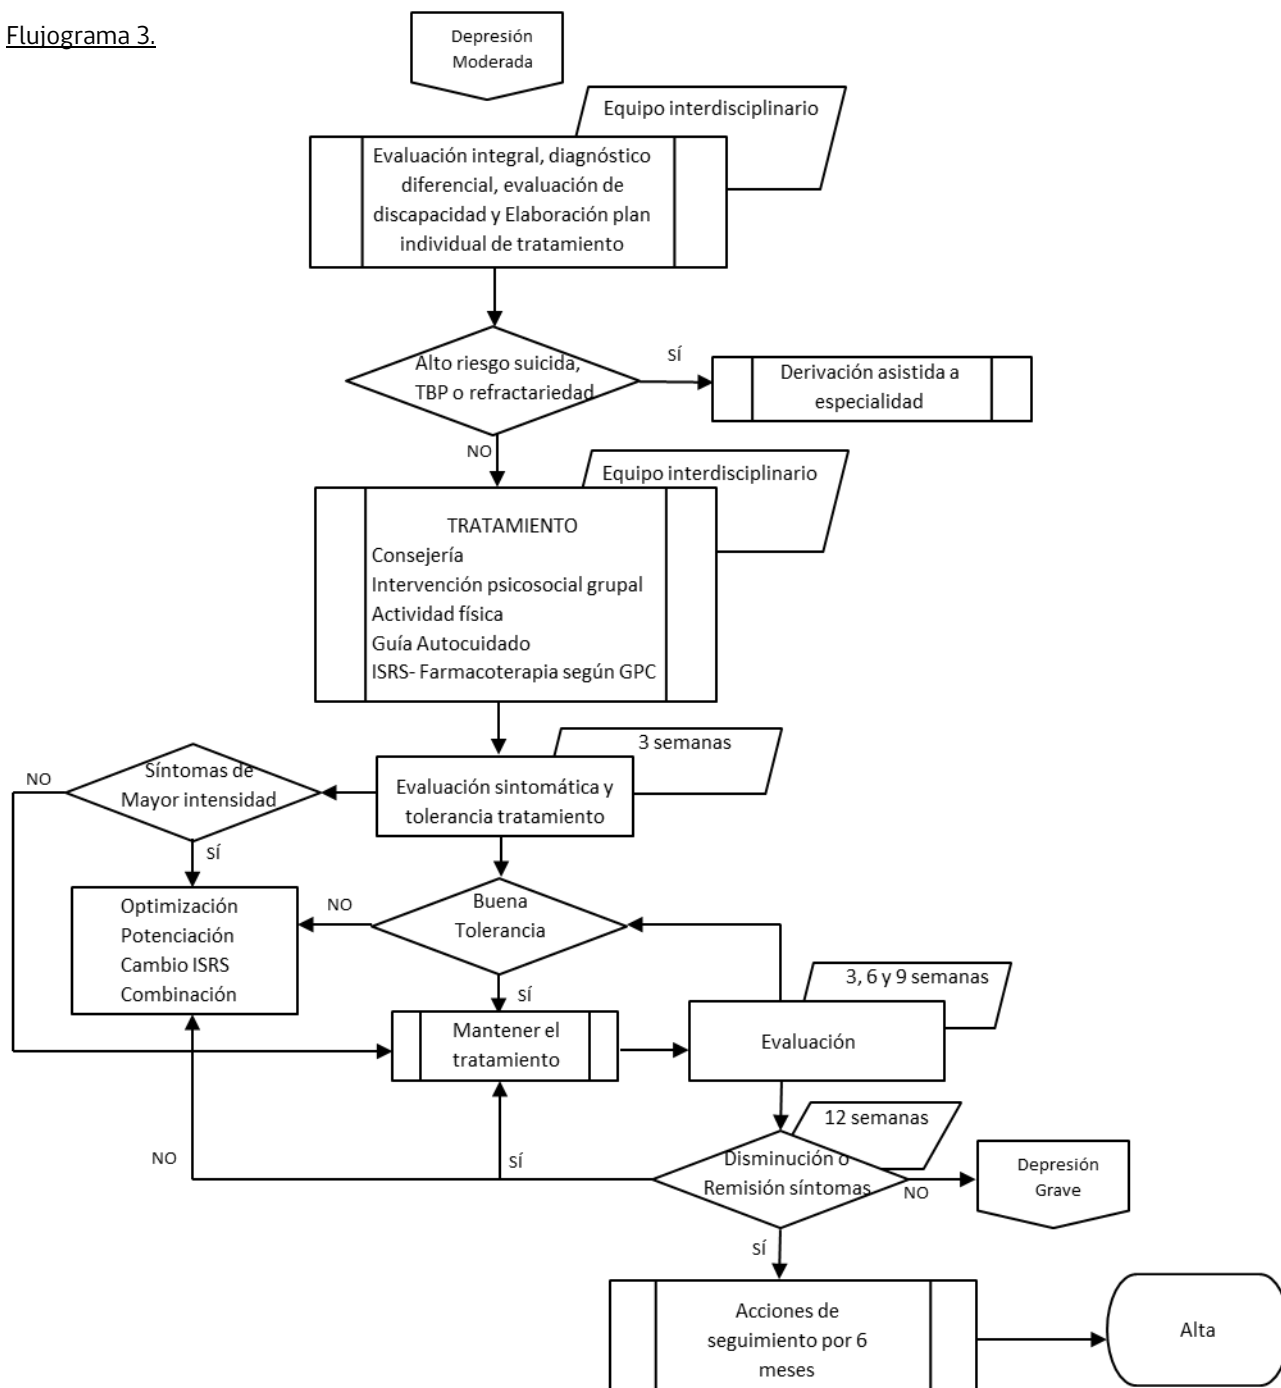 Flujograma 3.
Depresión
Moderada
Equipo interdisciplinario
Evaluación integral, diagnóstico
diferencial, evaluación de
discapacidad y Elaboración plan
individual de tratamiento
Alto riesgo suicida,
TBP o refractariedad
SÍ
Derivación asistida a
especialidad
NO
Equipo interdisciplinario
TRATAMIENTO
Consejería
Intervención psicosocial grupal
Actividad física
Guía Autocuidado
ISRS- Farmacoterapia según GPC
3 semanas
Evaluación sintomática y
tolerancia tratamiento
Síntomas de
Mayor intensidad
NO
SÍ
Optimización
Potenciación
Cambio ISRS
Combinación
NO
Buena
Tolerancia
SÍ
Mantener el
tratamiento
3, 6 y 9 semanas
Evaluación
12 semanas
Disminución o
Remisión síntomas
NO
SÍ
NO
Depresión
Grave
SÍ
Acciones de
seguimiento por 6
meses
Alta